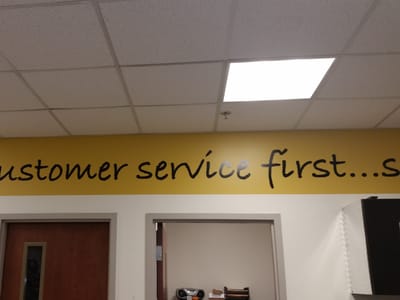 ustomer service first...s